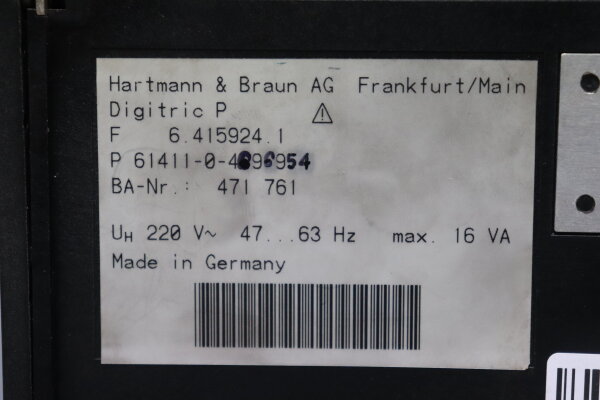 Hartmann & Braun AG Frankfurt/Main
Digitric P ⚠
F 6.415924.1
P 61411-0-4896954
BA-Nr.: 471 761
UH 220 V~ 47...63 Hz max. 16 VA
Made in Germany